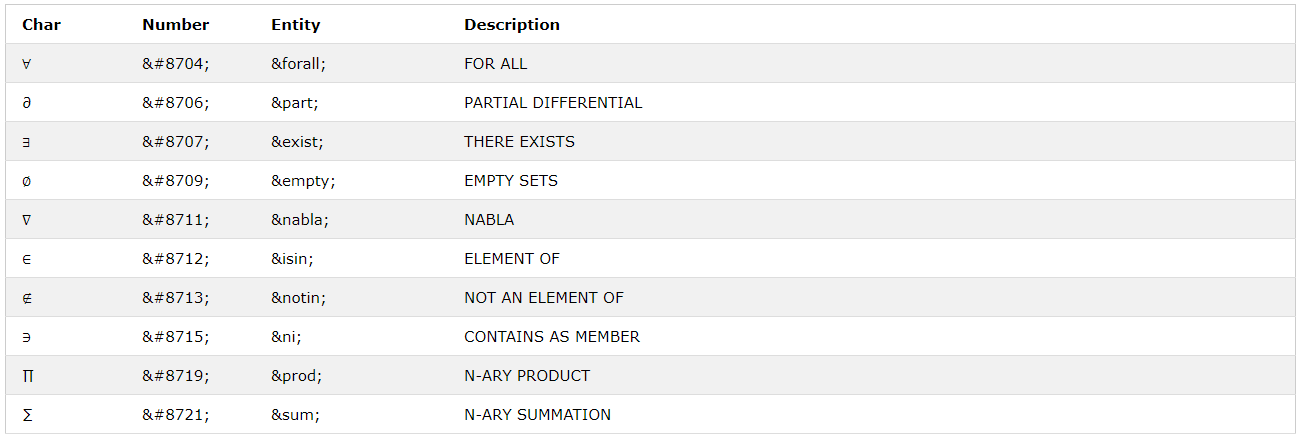 Char Number Entity Description
∀ &#8704; &forall; FOR ALL
∂ &#8706; &part; PARTIAL DIFFERENTIAL
∃ &#8707; &exist; THERE EXISTS
∅ &#8709; &empty; EMPTY SETS
∇ &#8711; &nabla; NABLA
∈ &#8712; &isin; ELEMENT OF
∉ &#8713; &notin; NOT AN ELEMENT OF
∋ &#8715; &ni; CONTAINS AS MEMBER
∏ &#8719; &prod; N-ARY PRODUCT
∑ &#8721; &sum; N-ARY SUMMATION